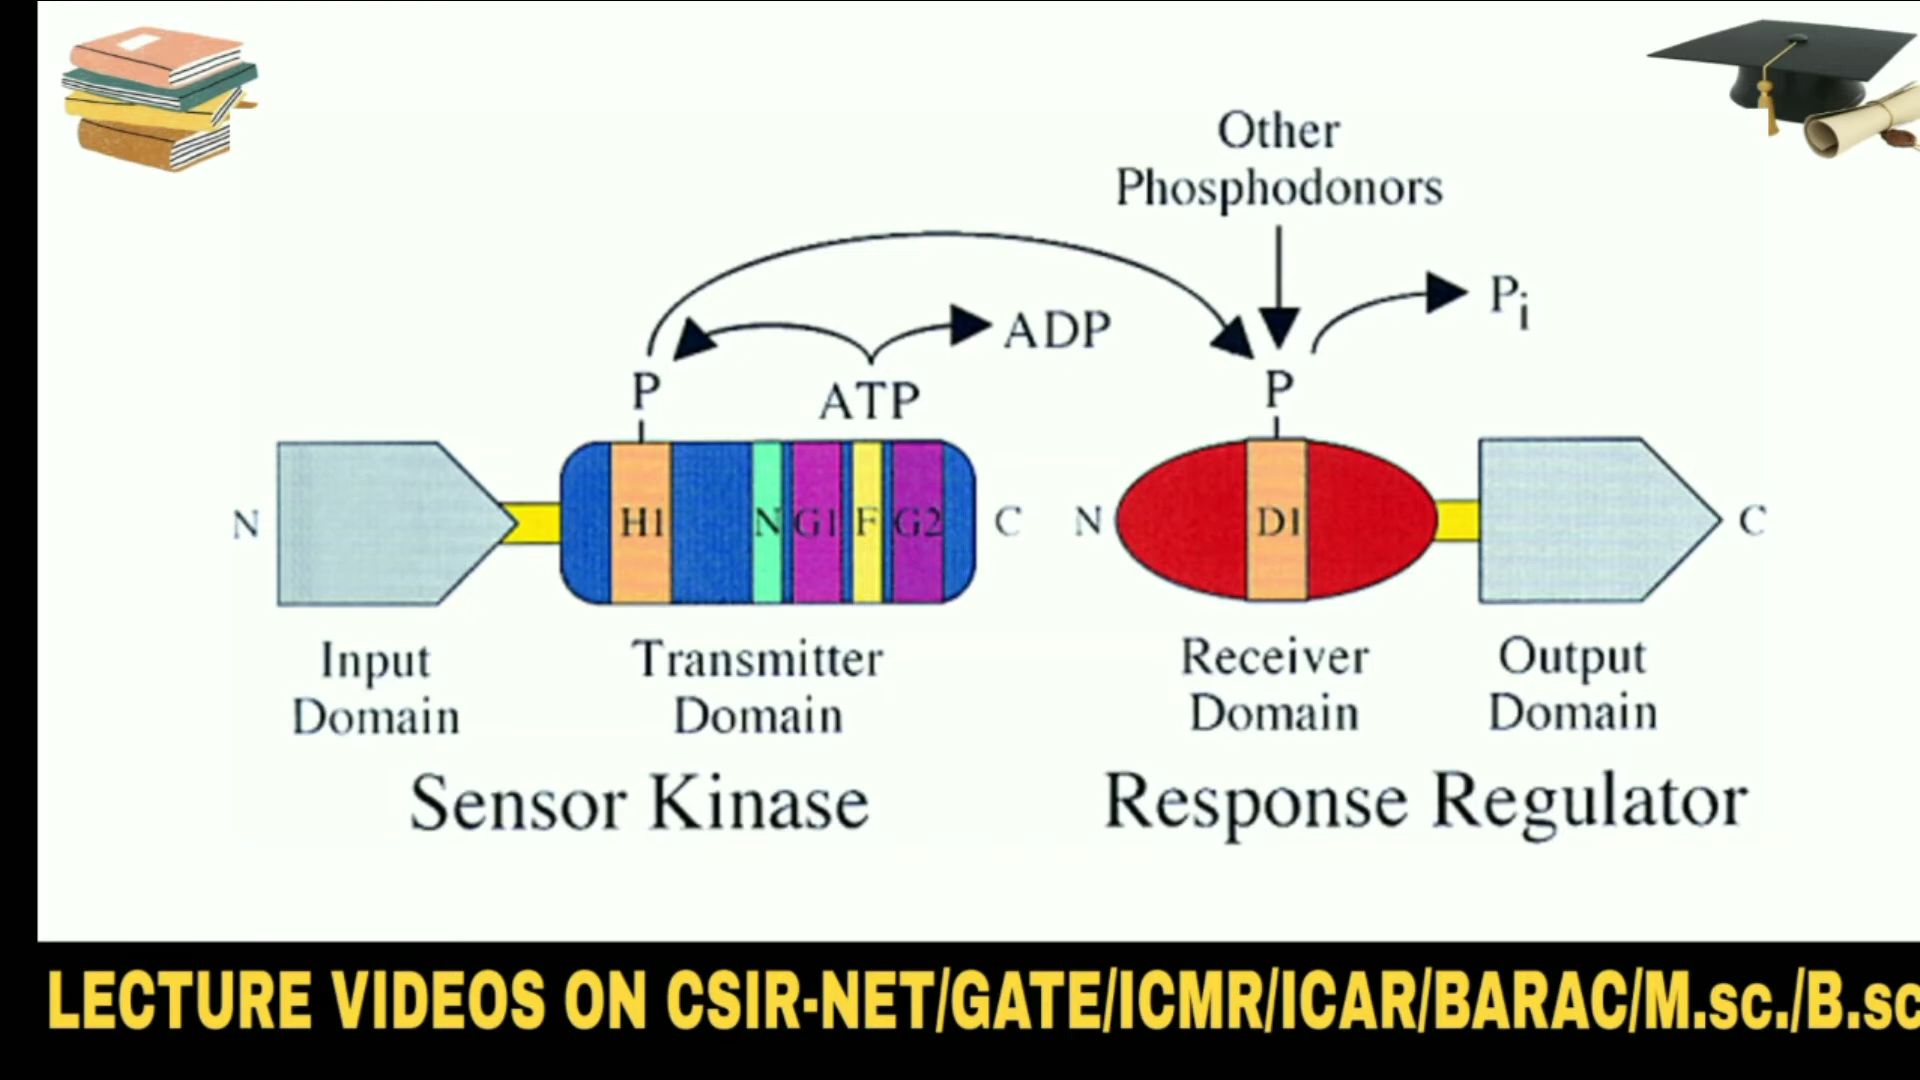 Other
Phosphodonors
Pi
ADP
P
ATP
P
N
H1
N
G1
F
G2
C
N
D1
C
Input
Domain
Transmitter
Domain
Receiver
Domain
Output
Domain
Sensor Kinase
Response Regulator
LECTURE VIDEOS ON CSIR-NET/GATE/ICMR/ICAR/BARAC/M.sc./B.sc